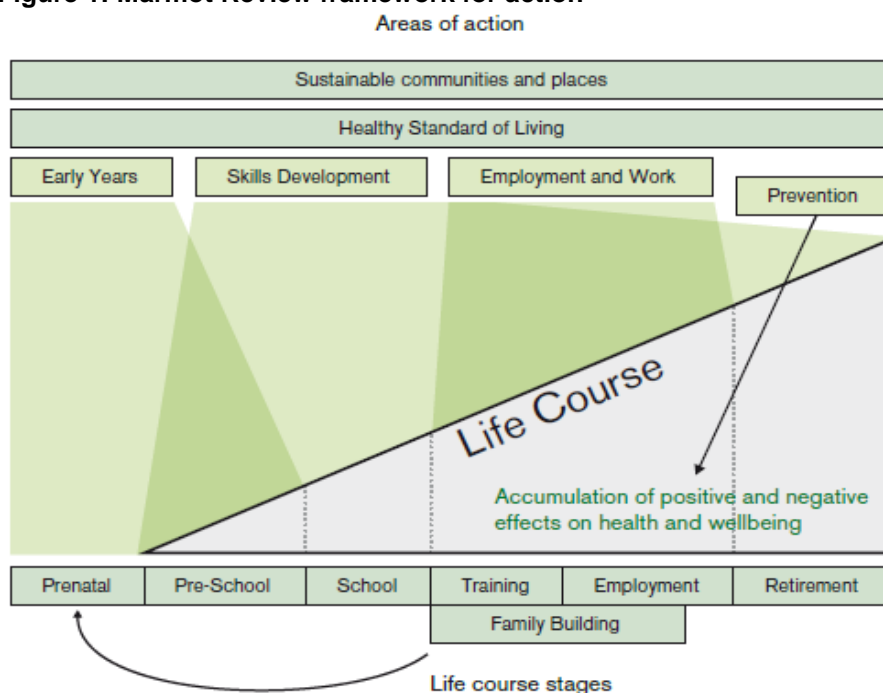 Figure 1: Marmot Review framework for action
Areas of action
Sustainable communities and places
Healthy Standard of Living
Early Years
Skills Development
Employment and Work
Prevention
Life Course
Accumulation of positive and negative
effects on health and wellbeing
Prenatal
Pre-School
School
Training
Employment
Retirement
Family Building
Life course stages